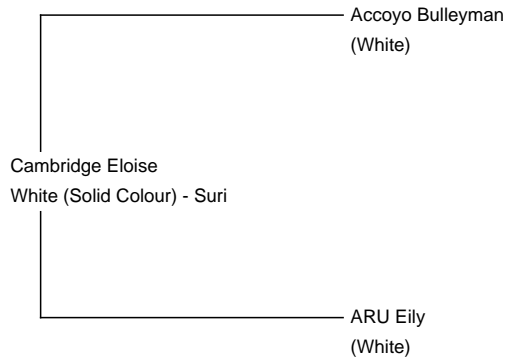 Accoyo Bulleyman
(White)
Cambridge Eloise
White (Solid Colour) - Suri
ARU Eily
(White)